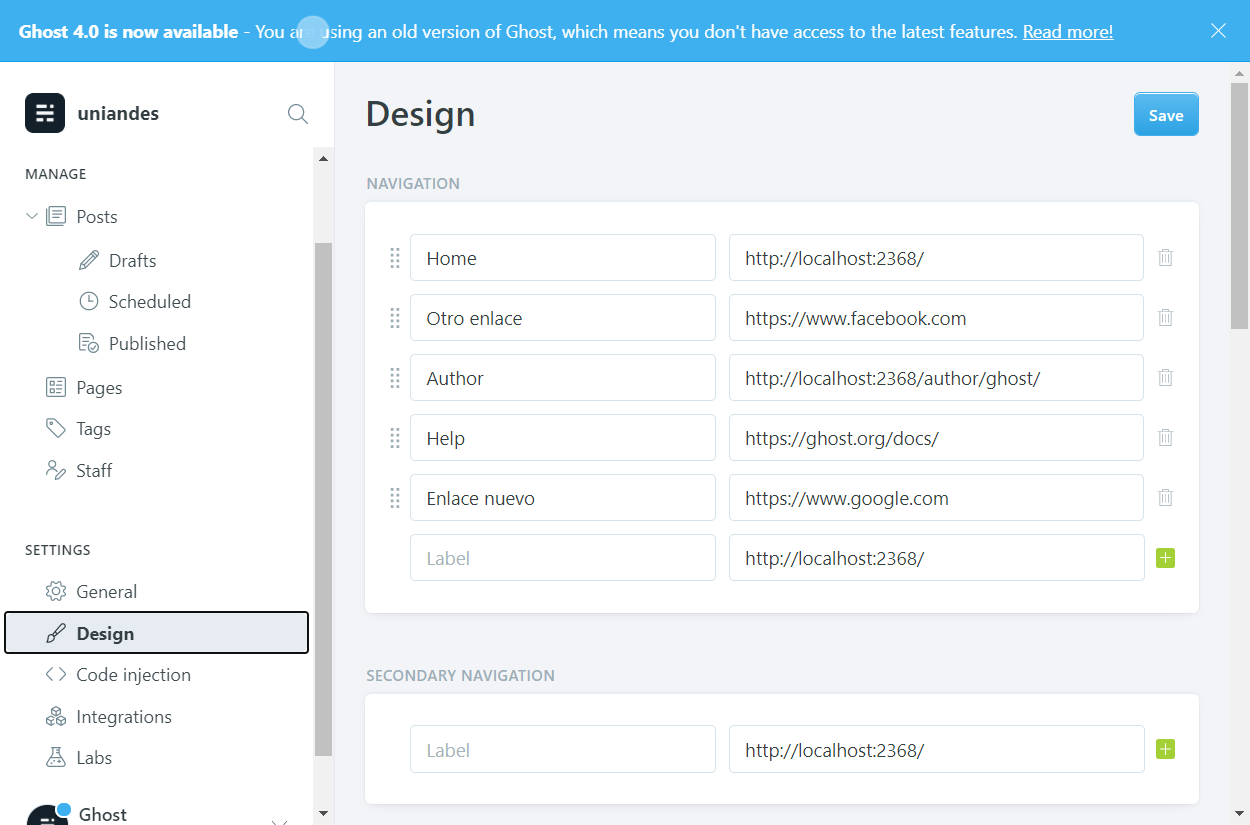 Ghost 4.0 is now available - You are using an old version of Ghost, which means you don't have access to the latest features. Read more!
uniandes
MANAGE
Posts
Drafts
Scheduled
Published
Pages
Tags
Staff
SETTINGS
General
Design
Code injection
Integrations
Labs
Ghost
Design
Save
NAVIGATION
Home http://localhost:2368/
Otro enlace https://www.facebook.com
Author http://localhost:2368/author/ghost/
Help https://ghost.org/docs/
Enlace nuevo https://www.google.com
Label http://localhost:2368/
SECONDARY NAVIGATION
Label http://localhost:2368/